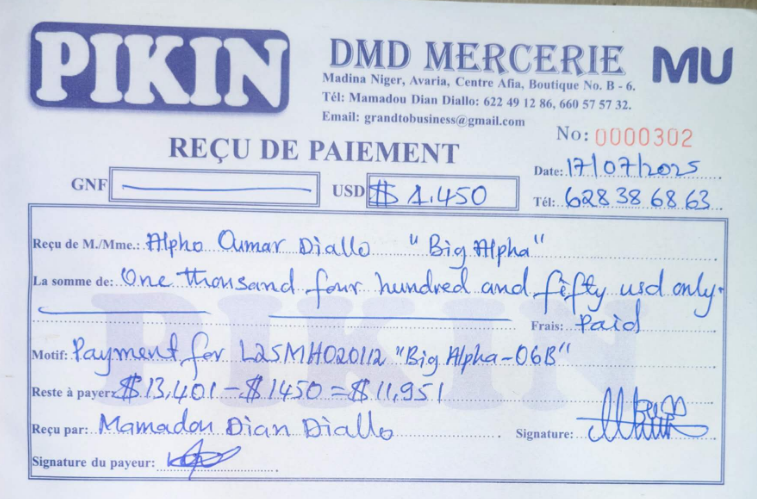 PIKIN
DMD MERCERIE
MU
Madina Niger, Avaria, Centre Afia, Boutique No. B - 6.
Tél: Mamadou Dian Diallo: 622 49 12 86, 660 57 57 32.
Email: grandtobusiness@gmail.com
No: 0000302
REÇU DE PAIEMENT
Date: 17/07/2025
GNF
USD $ 1.450
Tél: 628 38 68 63
Reçu de M./Mme.: Alpho Oumar Diallo "Big Alpha"
La somme de: One thousand four hundred and fifty usd only.
Frais: Paid
Motif: Payment for L25MH020112 "Big Alpha-06B"
Reste à payer: $13,401 - $1450 = $11,951
Reçu par: Mamadou Dian Diallo
Signature:
Signature du payeur:
PIKIN